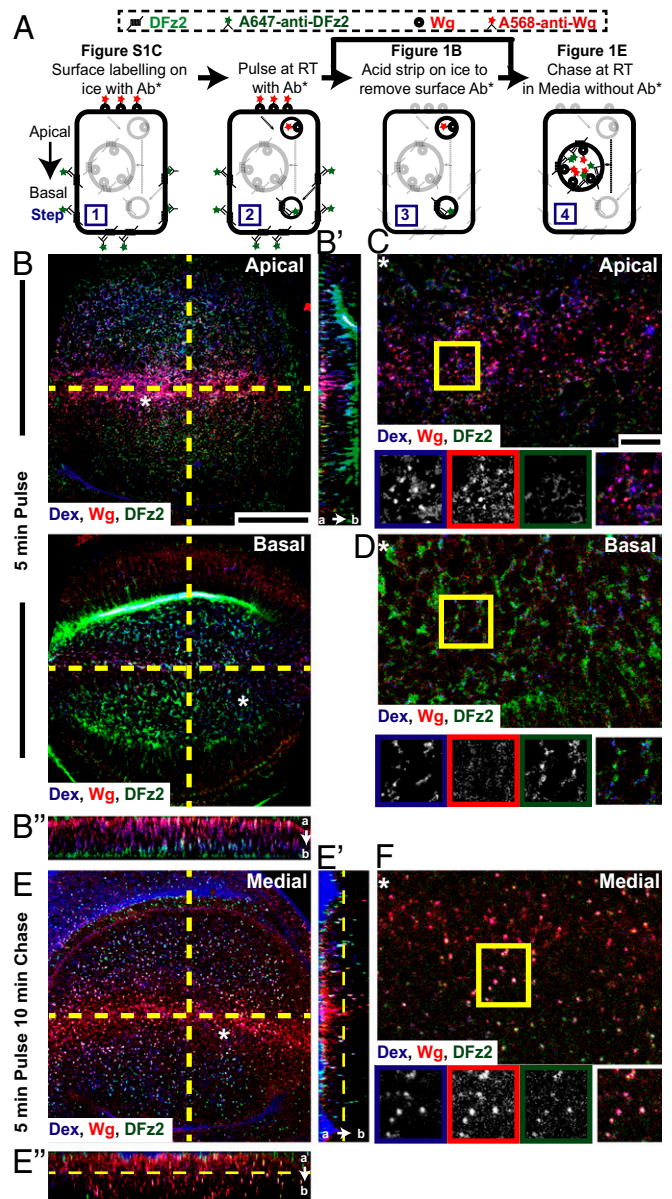 A
DFz2
A647-anti-DFz2
Wg
A568-anti-Wg
Figure S1C
Surface labelling on
ice with Ab*
Pulse at RT
with Ab*
Figure 1B
Acid strip on ice to
remove surface Ab*
Figure 1E
Chase at RT
in Media without Ab*
Apical
Basal
Step
1
2
3
4
B
Apical
5 min Pulse
*
Dex, Wg, DFz2
B'
a
b
C
*
Apical
Dex, Wg, DFz2
Basal
*
Dex, Wg, DFz2
D
*
Basal
Dex, Wg, DFz2
B"
a
b
E
Medial
5 min Pulse 10 min Chase
*
Dex, Wg, DFz2
E'
a
b
F
*
Medial
Dex, Wg, DFz2
E"
a
b